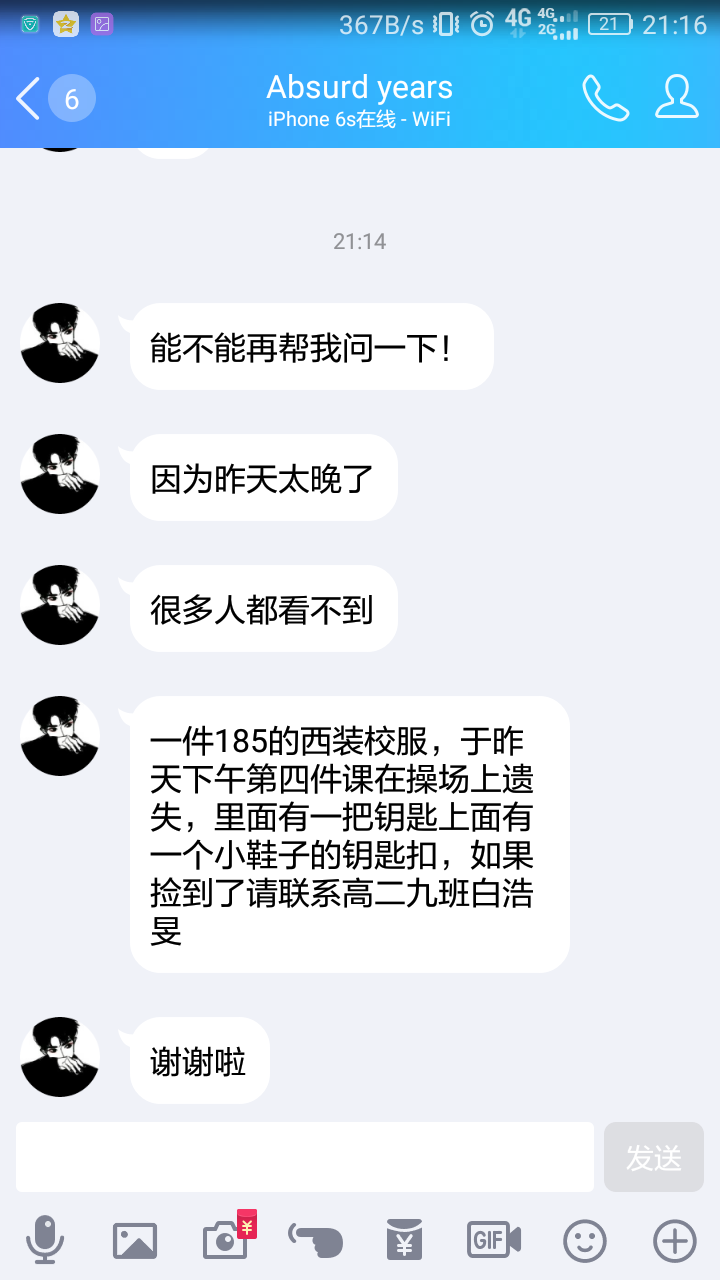 367B/s 4G 4G 2G 21 21:16
6
Absurd years
iPhone 6s在线 - WiFi
21:14
能不能再帮我问一下！
因为昨天太晚了
很多人都看不到
一件185的西装校服，于昨
天下午第四件课在操场上遗
失，里面有一把钥匙上面有
一个小鞋子的钥匙扣，如果
捡到了请联系高二九班白浩
旻
谢谢啦
发送
¥
¥
GIF